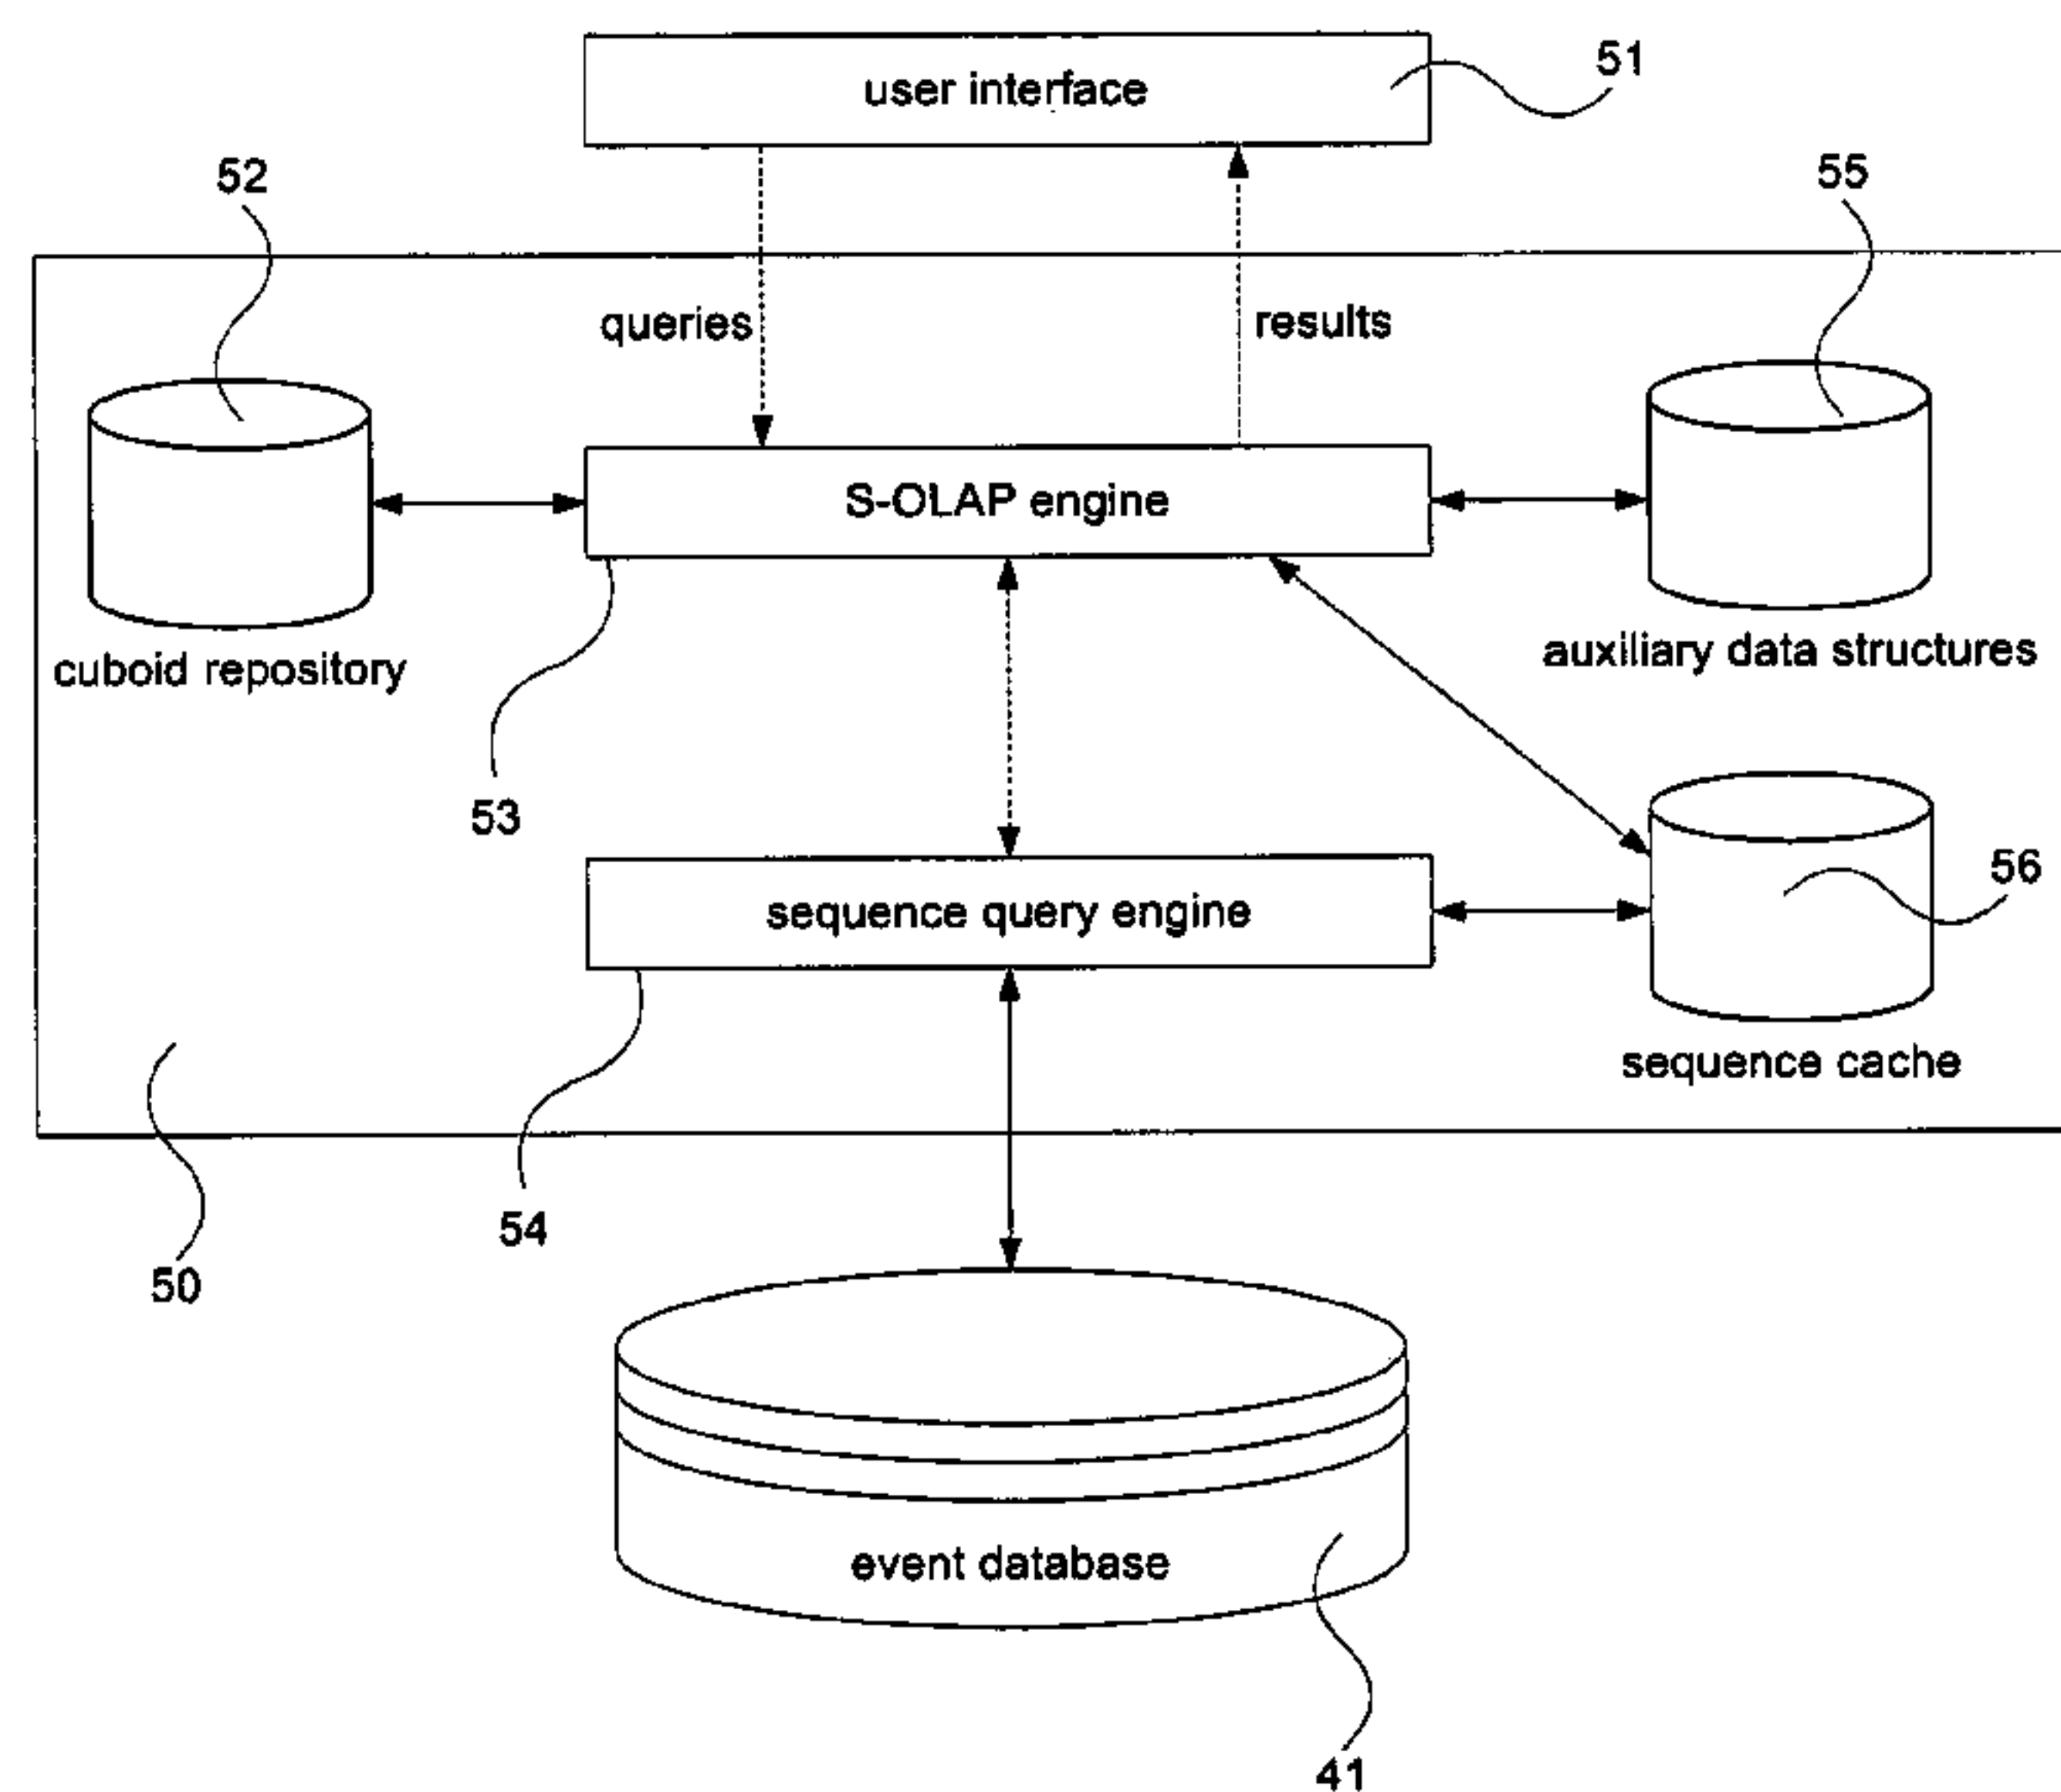 user interface
51
52
55
queries
results
S-OLAP engine
cuboid repository
auxiliary data structures
53
sequence query engine
56
sequence cache
54
50
event database
41